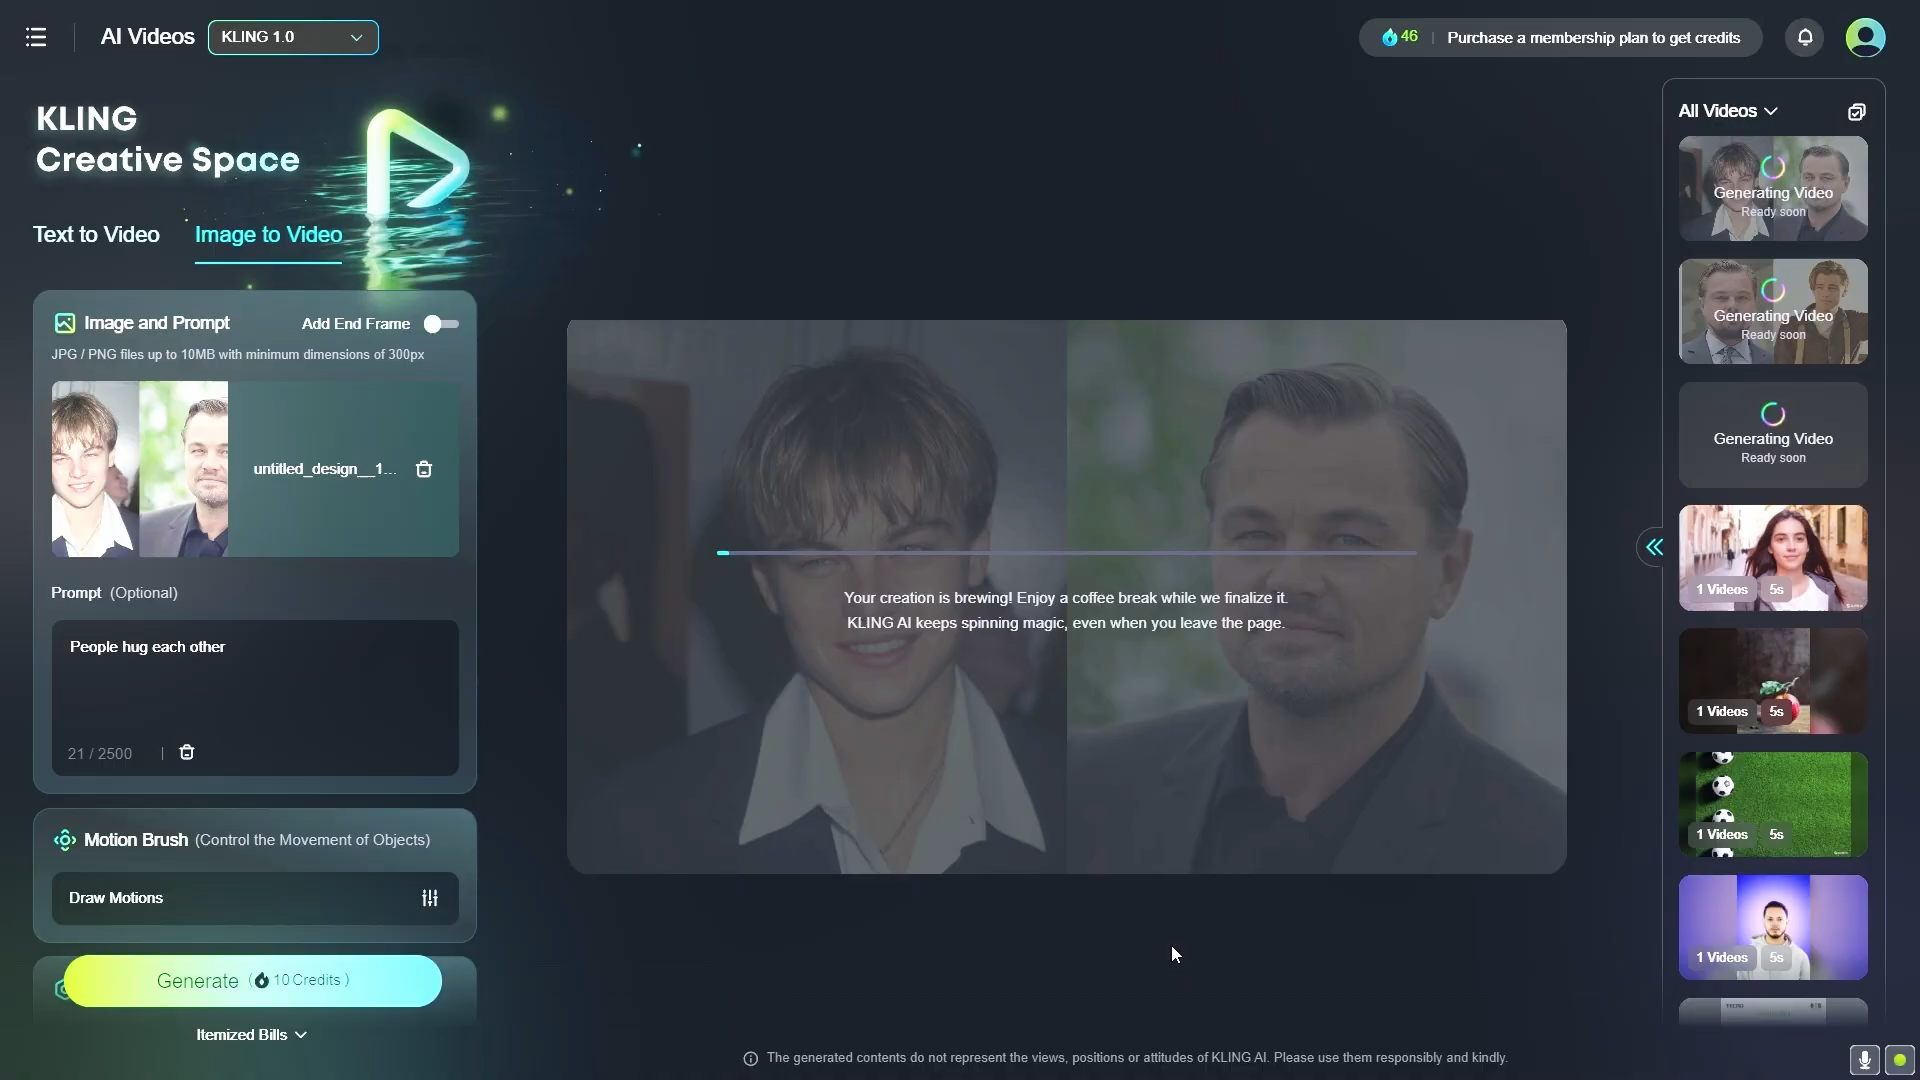 AI Videos
KLING 1.0
46
Purchase a membership plan to get credits
KLING
Creative Space
Text to Video
Image to Video
Image and Prompt
Add End Frame
JPG / PNG files up to 10MB with minimum dimensions of 300px
untitled_design__1...
Prompt (Optional)
People hug each other
21 / 2500
Motion Brush (Control the Movement of Objects)
Draw Motions
Generate ( 10 Credits )
Itemized Bills
Your creation is brewing! Enjoy a coffee break while we finalize it.
KLING AI keeps spinning magic, even when you leave the page.
The generated contents do not represent the views, positions or attitudes of KLING AI. Please use them responsibly and kindly.
All Videos
Generating Video
Ready soon
Generating Video
Ready soon
Generating Video
Ready soon
1 Videos 5s
1 Videos 5s
1 Videos 5s
1 Videos 5s